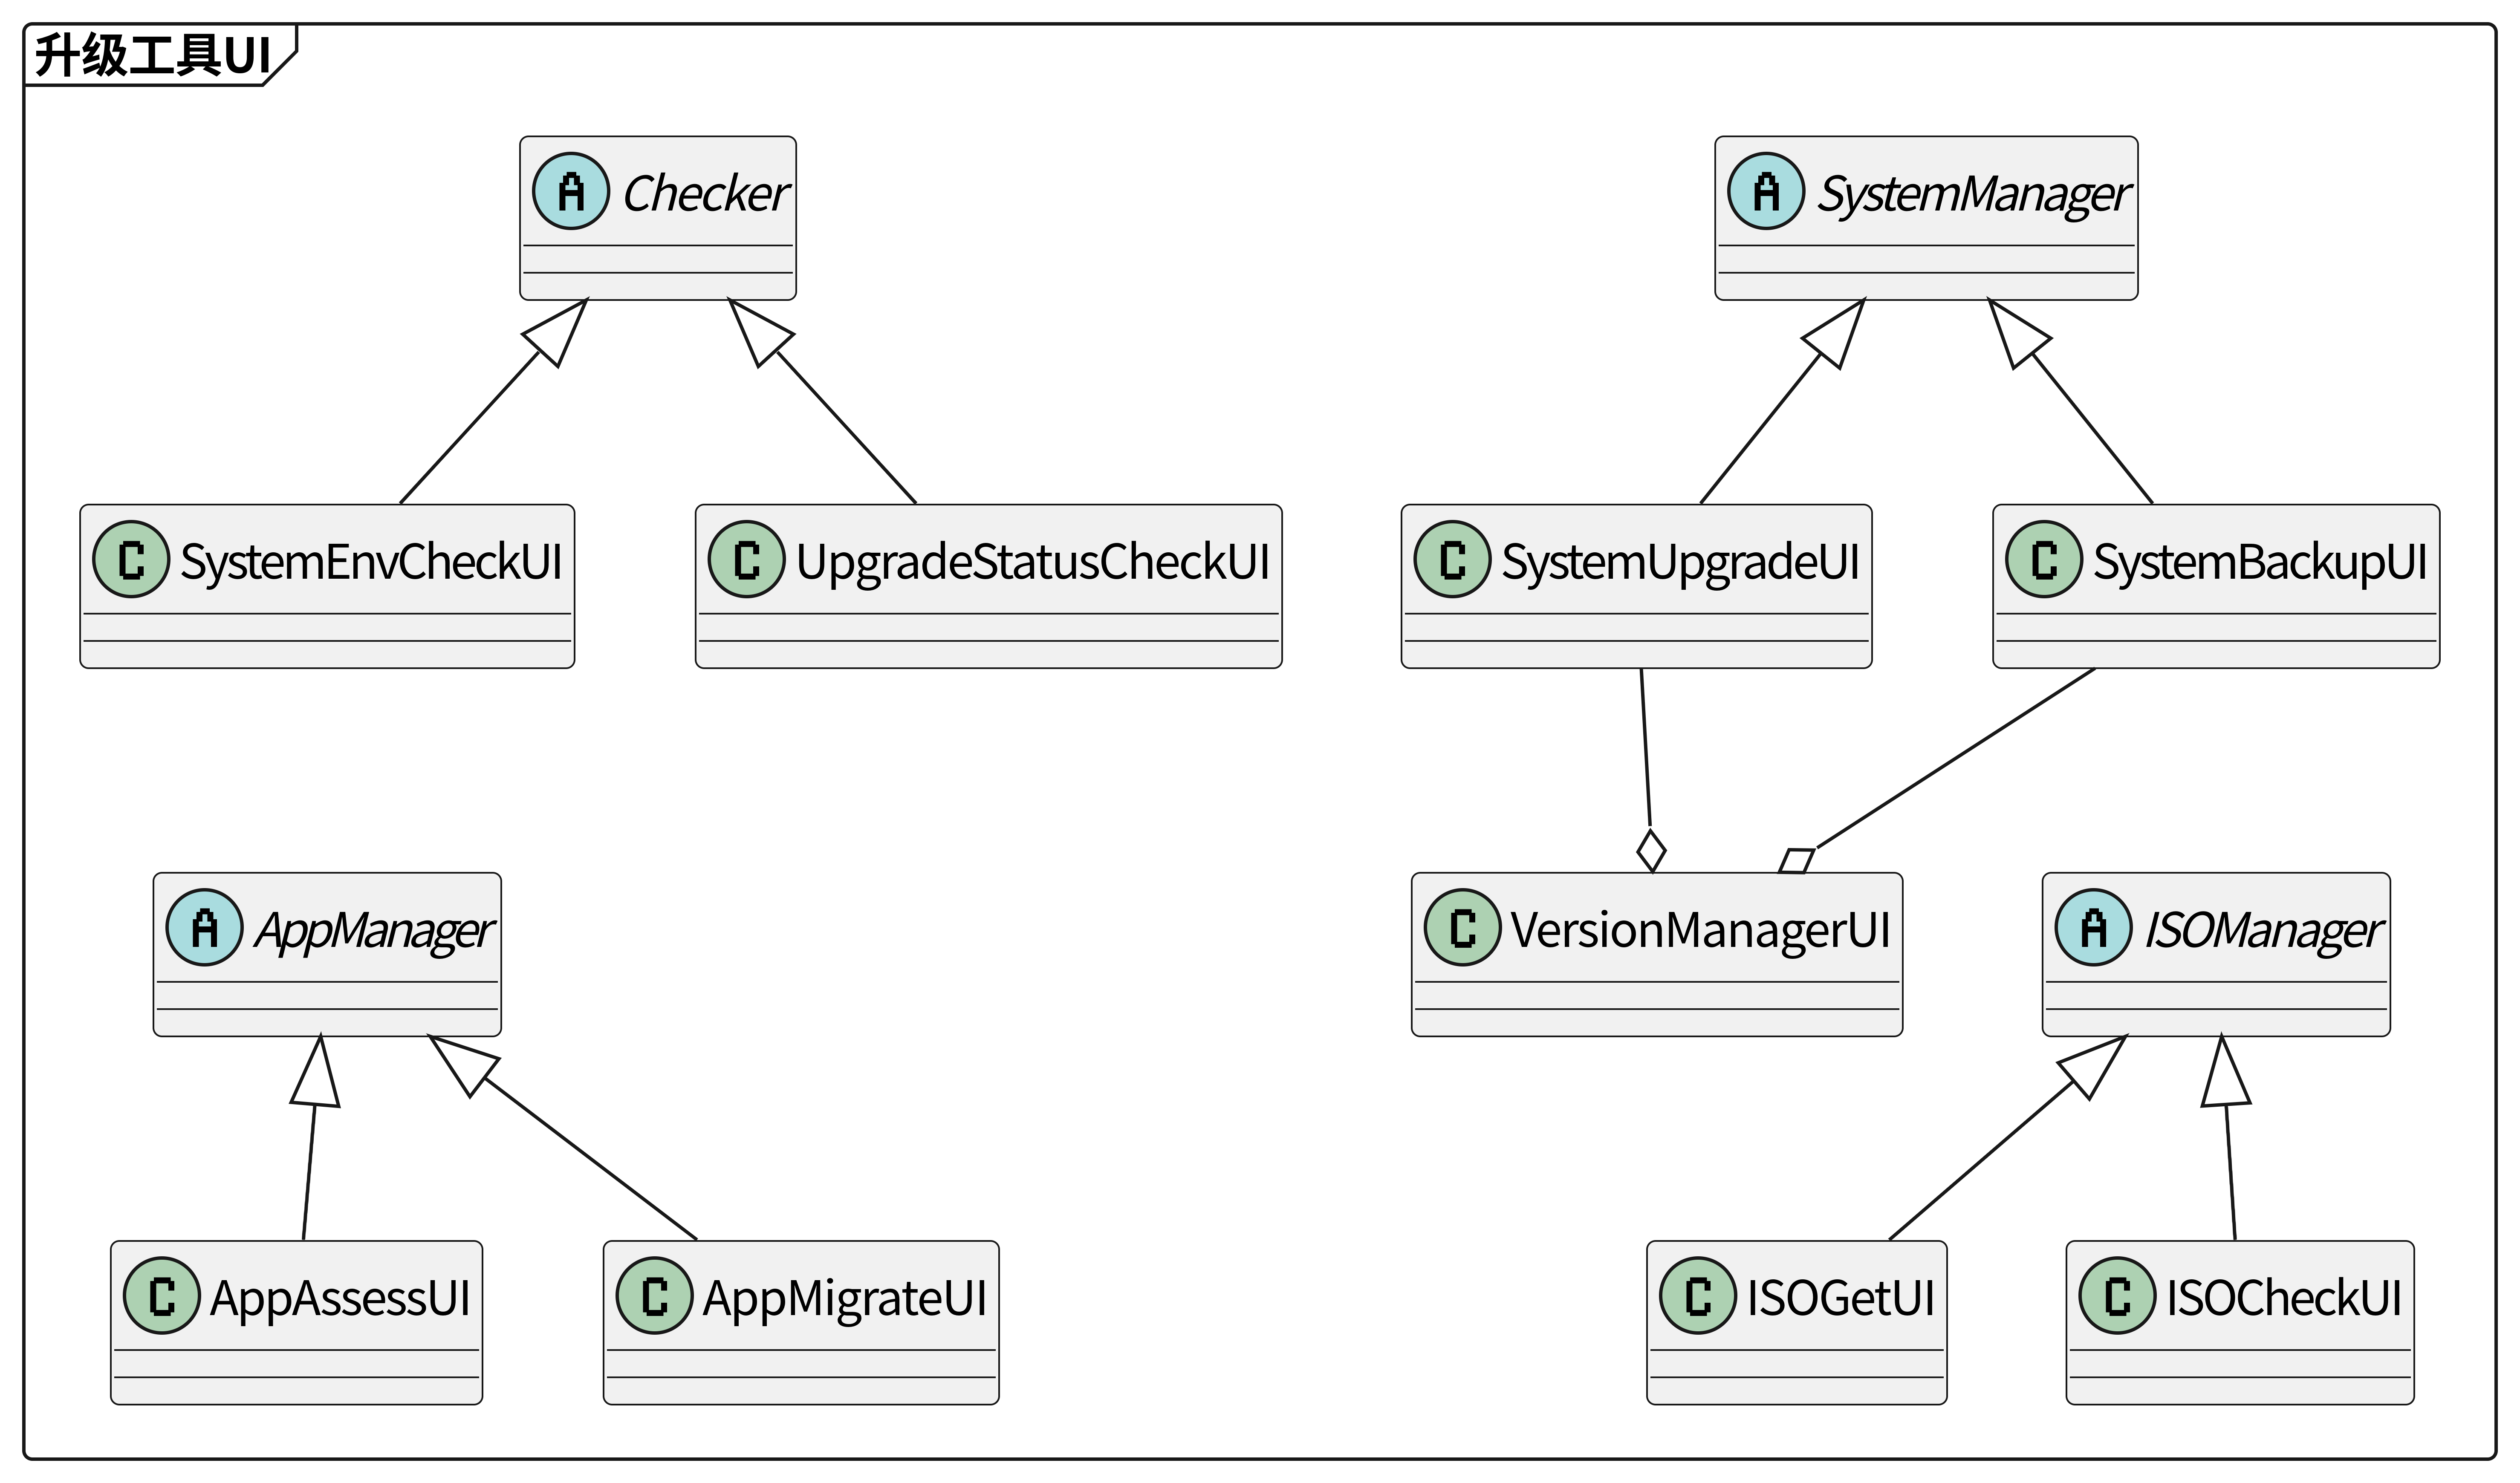 升级工具UI
A Checker
A SystemManager
C SystemEnvCheckUI
C UpgradeStatusCheckUI
C SystemUpgradeUI
C SystemBackupUI
A AppManager
C VersionManagerUI
A ISOManager
C AppAssessUI
C AppMigrateUI
C ISOGetUI
C ISOCheckUI